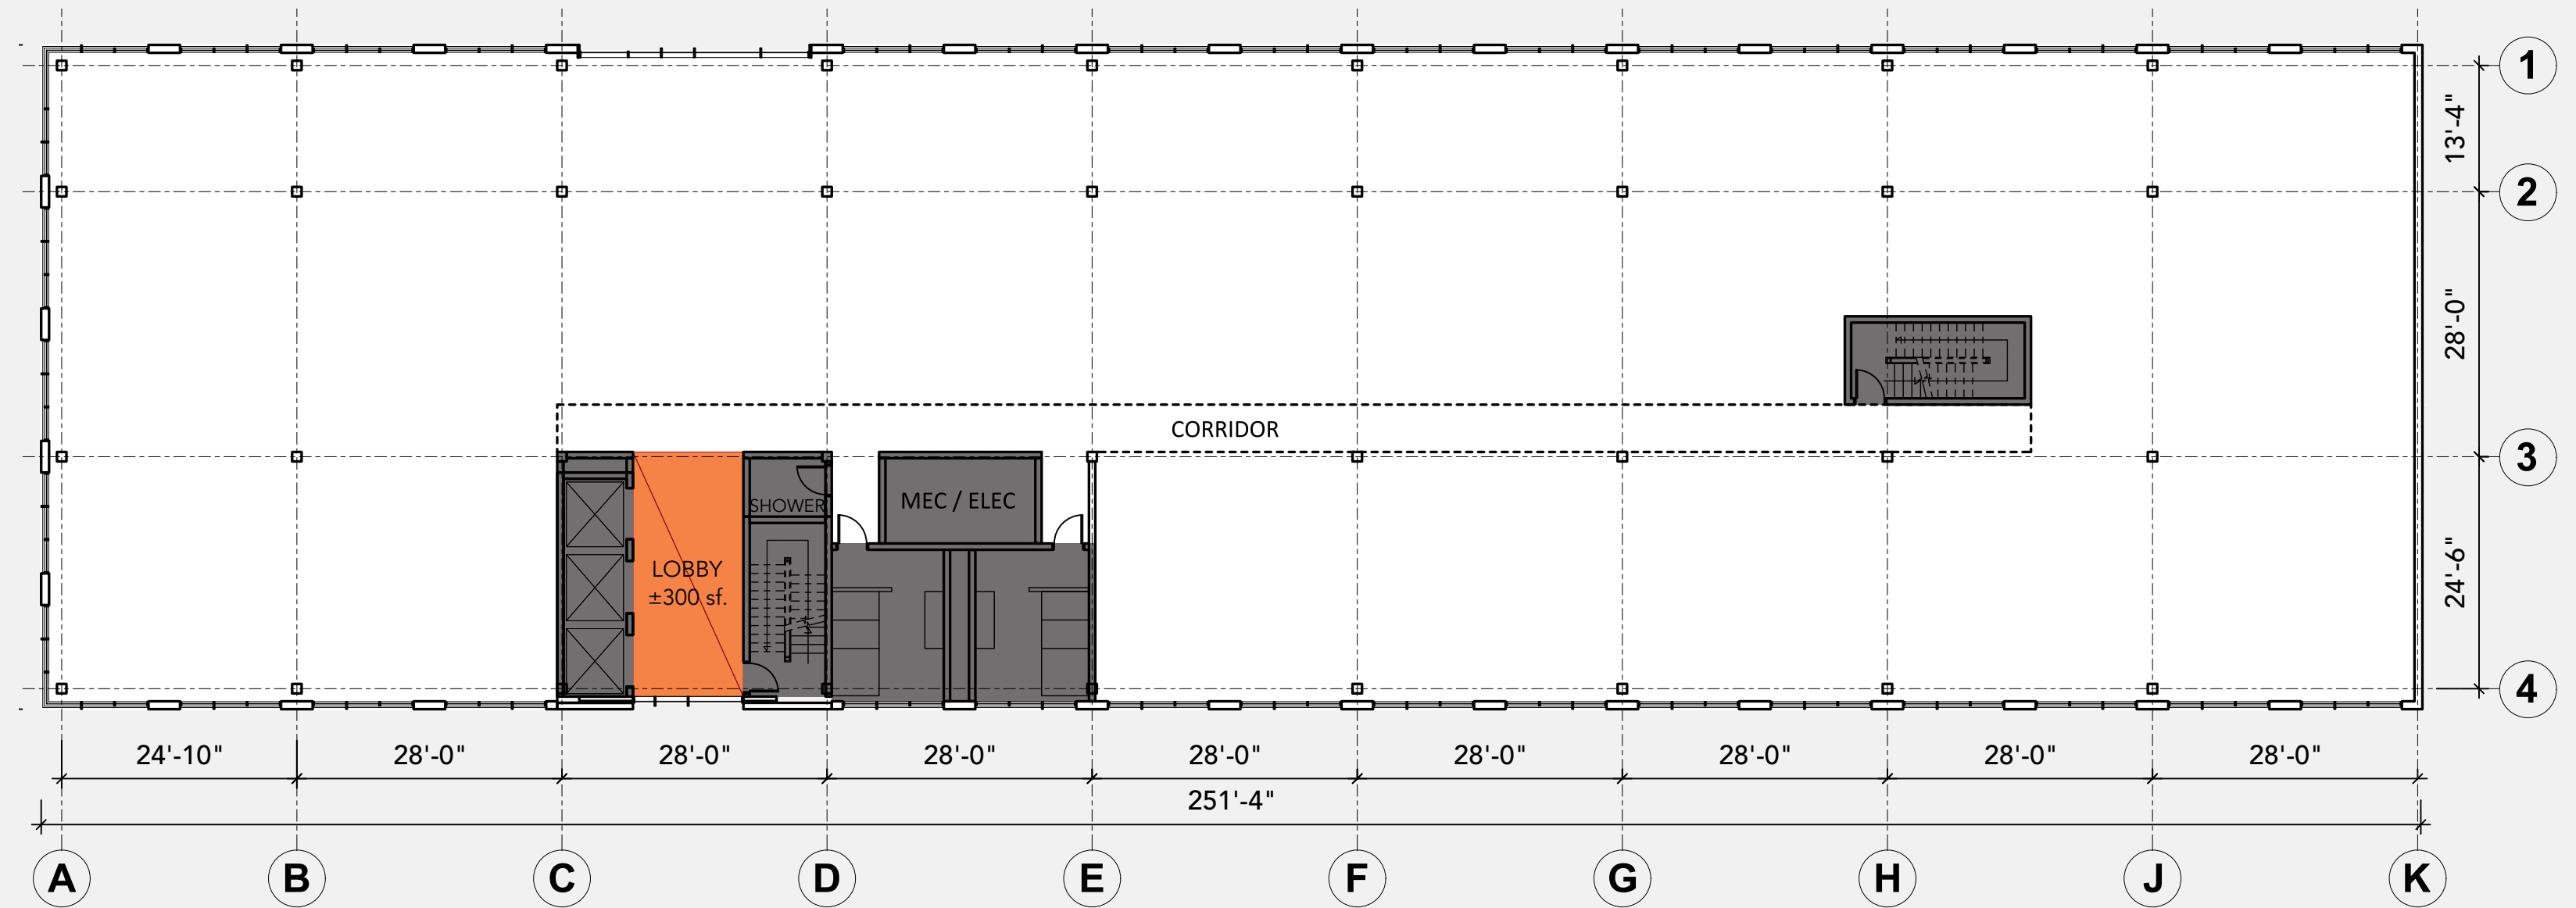 1
13'-4"
2
28'-0"
CORRIDOR
3
SHOWER
MEC / ELEC
LOBBY
±300 sf.
24'-6"
4
24'-10"
28'-0"
28'-0"
28'-0"
28'-0"
28'-0"
28'-0"
28'-0"
28'-0"
251'-4"
A
B
C
D
E
F
G
H
J
K